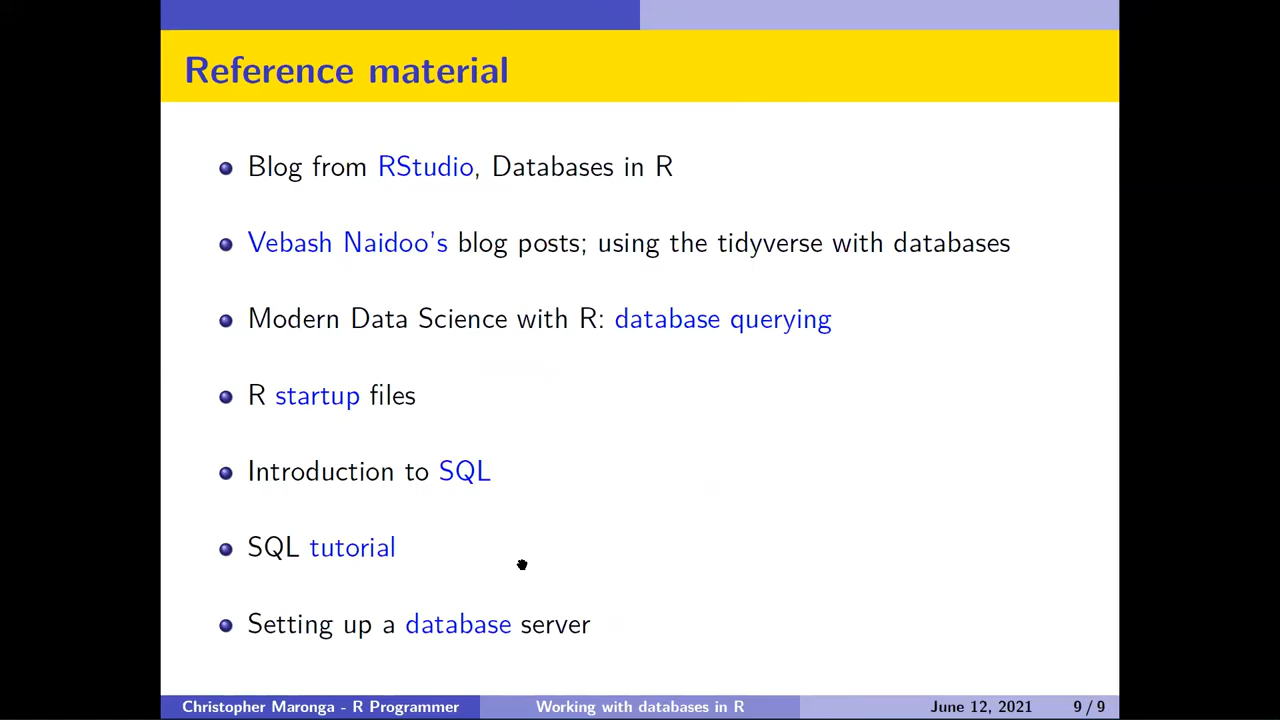 Reference material
Blog from RStudio, Databases in R
Vebash Naidoo's blog posts; using the tidyverse with databases
Modern Data Science with R: database querying
R startup files
Introduction to SQL
SQL tutorial
Setting up a database server
Christopher Maronga - R Programmer
Working with databases in R
June 12, 2021
9 / 9